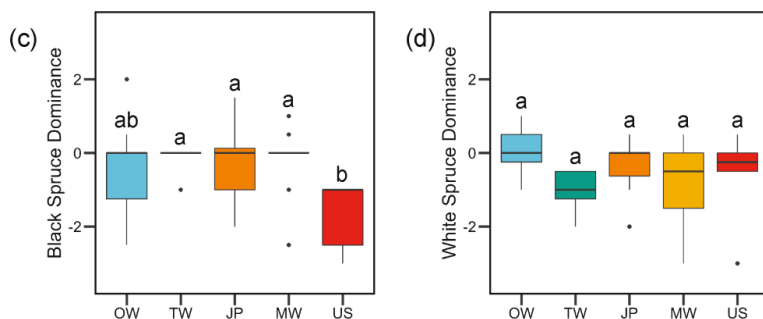 (c)
Black Spruce Dominance
2
0
-2
ab
a
a
a
b
OW TW JP MW US
(d)
White Spruce Dominance
2
0
-2
a
a
a
a
a
OW TW JP MW US